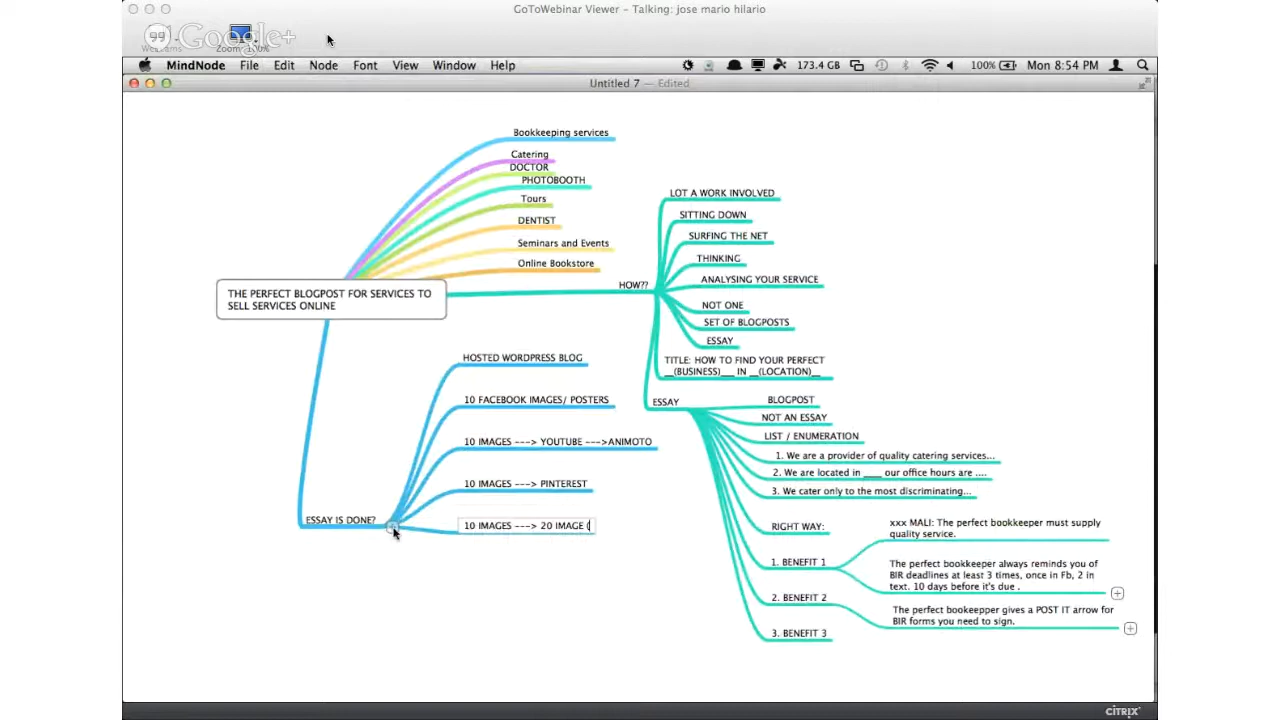 GoToWebinar Viewer - Talking: jose mario hilario
Google+
Zoom: 100%
MindNode File Edit Node Font View Window Help 173.4 GB 100% Mon 8:54 PM
Untitled 7 — Edited
Bookkeeping services
Catering
DOCTOR
PHOTOBOOTH
Tours
DENTIST
Seminars and Events
Online Bookstore
THE PERFECT BLOGPOST FOR SERVICES TO
SELL SERVICES ONLINE
HOW??
LOT A WORK INVOLVED
SITTING DOWN
SURFING THE NET
THINKING
ANALYSING YOUR SERVICE
NOT ONE
SET OF BLOGPOSTS
ESSAY
TITLE: HOW TO FIND YOUR PERFECT
__(BUSINESS)___ IN __(LOCATION)__
ESSAY
BLOGPOST
NOT AN ESSAY
LIST / ENUMERATION
1. We are a provider of quality catering services...
2. We are located in ____ our office hours are ....
3. We cater only to the most discriminating...
RIGHT WAY:
1. BENEFIT 1
xxx MALI: The perfect bookkeeper must supply
quality service.
The perfect bookkeeper always reminds you of
BIR deadlines at least 3 times, once in Fb, 2 in
text. 10 days before it's due .
2. BENEFIT 2
The perfect bookeepper gives a POST IT arrow for
BIR forms you need to sign.
3. BENEFIT 3
HOSTED WORDPRESS BLOG
10 FACEBOOK IMAGES/ POSTERS
10 IMAGES ---> YOUTUBE --->ANIMOTO
10 IMAGES ---> PINTEREST
10 IMAGES ---> 20 IMAGE (
ESSAY IS DONE?
CİTRIX